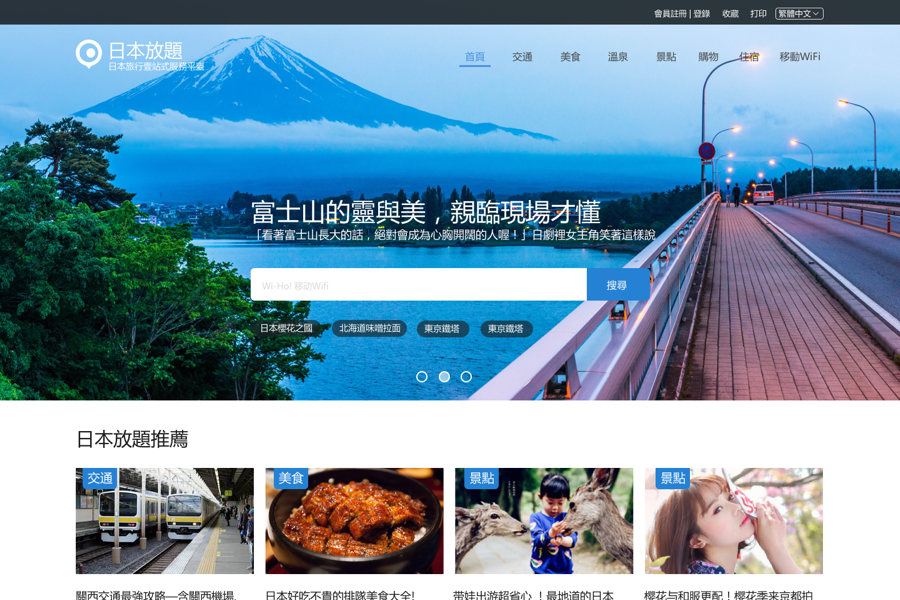 會員註冊 | 登錄 收藏 打印 繁體中文
日本放題
日本旅行壹站式服務平臺
首頁 交通 美食 溫泉 景點 購物 住宿 移動WiFi
富士山的靈與美，親臨現場才懂
「看著富士山長大的話，絕對會成為心胸開闊的人喔！」日劇裡女主角笑著這樣說
Wi-Ho! 移动Wifi
搜尋
日本櫻花之國 北海道味噌拉面 東京鐵塔 東京鐵塔
日本放題推薦
交通 美食 景點 景點
關西交通最強攻略—含關西機場、
日本好吃不貴的排隊美食大全!
带娃出游超省心 ！最地道的日本
櫻花与和服更配！樱花季来京都拍